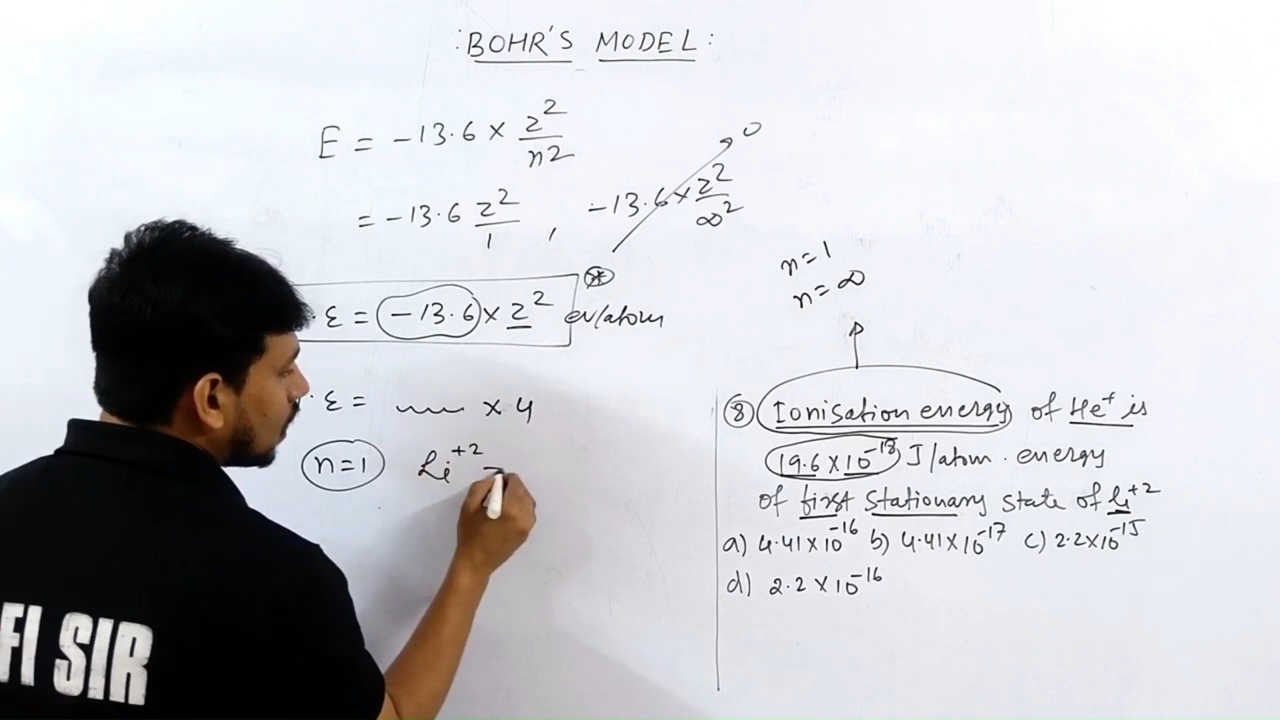 : BOHR'S MODEL :
E = -13.6 × z²/n2
= -13.6 z²/1 , -13.6 × z²/∞² 0
. ε = -13.6 × z² ev/atom
. ε = × 4
n=1 Li⁺²
n=1
n=∞
⑧ Ionisation energy of He⁺ is
19.6 × 10⁻¹⁸ J/atom. energy
of first stationary state of Li⁺²
a) 4.41×10⁻¹⁶ b) 4.41×10⁻¹⁷ c) 2.2×10⁻¹⁵
d) 2.2 × 10⁻¹⁶
FI SIR